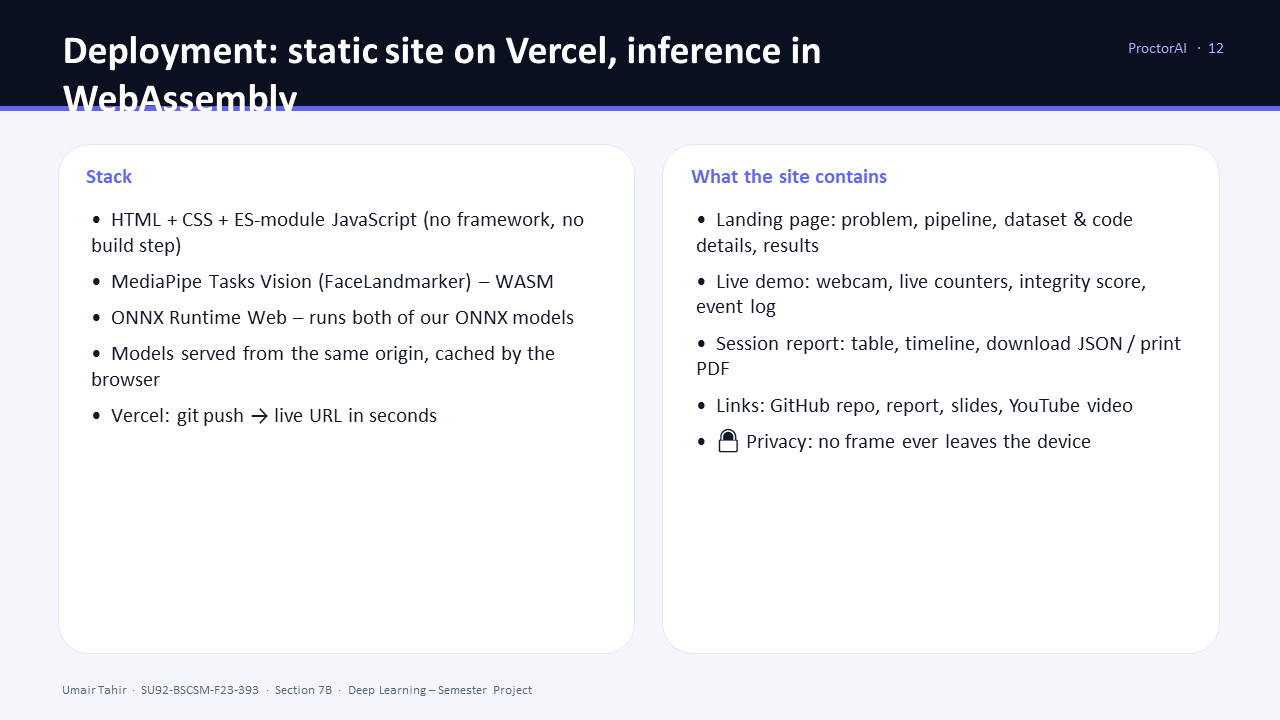 Deployment: static site on Vercel, inference in
WebAssembly
ProctorAI · 12
Stack
• HTML + CSS + ES-module JavaScript (no framework, no
build step)
• MediaPipe Tasks Vision (FaceLandmarker) – WASM
• ONNX Runtime Web – runs both of our ONNX models
• Models served from the same origin, cached by the
browser
• Vercel: git push → live URL in seconds
What the site contains
• Landing page: problem, pipeline, dataset & code
details, results
• Live demo: webcam, live counters, integrity score,
event log
• Session report: table, timeline, download JSON / print
PDF
• Links: GitHub repo, report, slides, YouTube video
• 🔒 Privacy: no frame ever leaves the device
Umair Tahir · SU92-BSCSM-F23-393 · Section 7B · Deep Learning – Semester Project